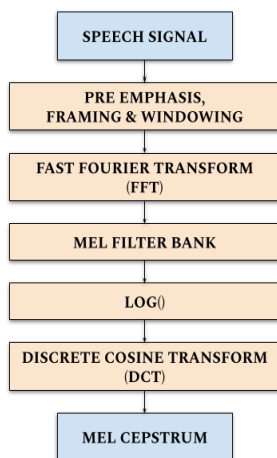 SPEECH SIGNAL
PRE EMPHASIS,
FRAMING & WINDOWING
FAST FOURIER TRANSFORM
(FFT)
MEL FILTER BANK
LOG()
DISCRETE COSINE TRANSFORM
(DCT)
MEL CEPSTRUM